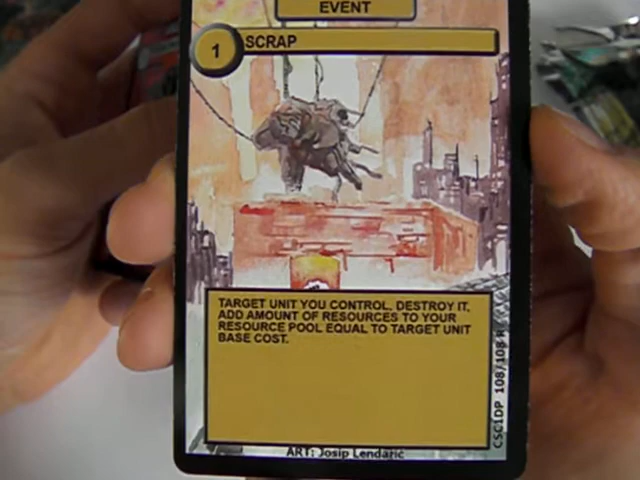 EVENT
1
SCRAP
TARGET UNIT YOU CONTROL, DESTROY IT,
ADD AMOUNT OF RESOURCES TO YOUR
RESOURCE POOL EQUAL TO TARGET UNIT
BASE COST.
CSC1DP 108/108 R
ART: Josip Lendarić